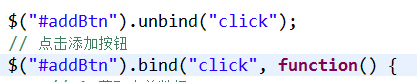 $("#addBtn").unbind("click");
// 点击添加按钮
$("#addBtn").bind("click", function() {